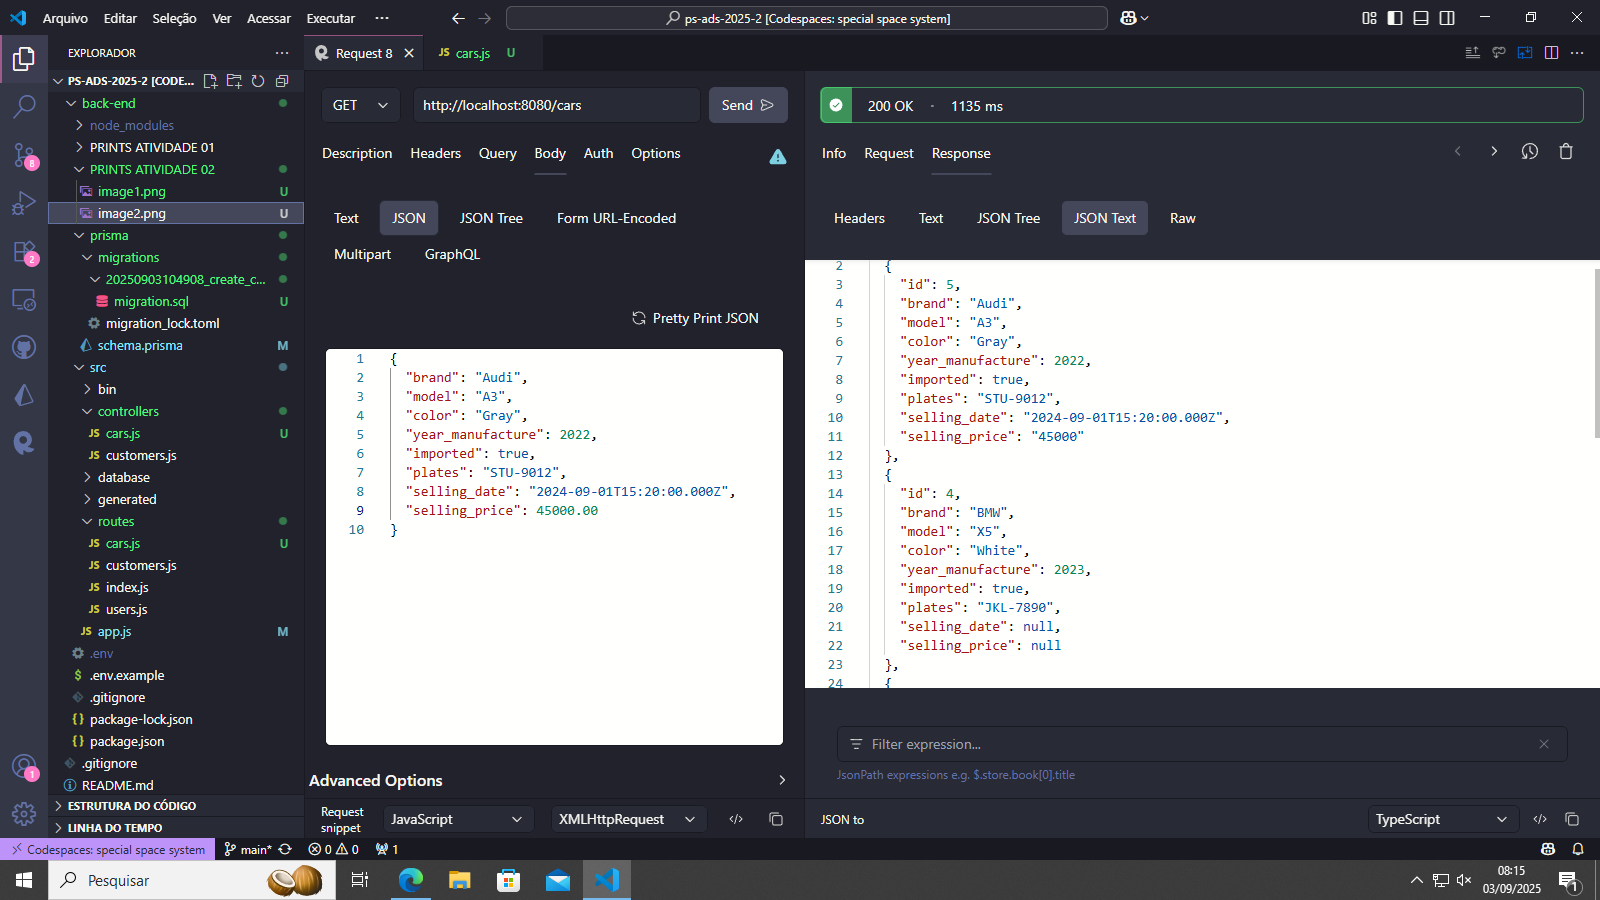 Arquivo Editar Seleção Ver Acessar Executar ···
ps-ads-2025-2 [Codespaces: special space system]
EXPLORADOR
PS-ADS-2025-2 [CODE...
back-end
node_modules
PRINTS ATIVIDADE 01
PRINTS ATIVIDADE 02
image1.png U
image2.png U
prisma
migrations
20250903104908_create_c...
migration.sql U
migration_lock.toml
schema.prisma M
src
bin
controllers
JS cars.js U
JS customers.js
database
generated
routes
JS cars.js U
JS customers.js
JS index.js
JS users.js
JS app.js M
.env
$ .env.example
.gitignore
{} package-lock.json
{} package.json
.gitignore
README.md
ESTRUTURA DO CÓDIGO
LINHA DO TEMPO
8
2
1
Request 8
JS cars.js U
GET
http://localhost:8080/cars
Send
Description Headers Query Body Auth Options
Text JSON JSON Tree Form URL-Encoded
Multipart GraphQL
Pretty Print JSON
1 {
2 "brand": "Audi",
3 "model": "A3",
4 "color": "Gray",
5 "year_manufacture": 2022,
6 "imported": true,
7 "plates": "STU-9012",
8 "selling_date": "2024-09-01T15:20:00.000Z",
9 "selling_price": 45000.00
10 }
Advanced Options
Request snippet
JavaScript
XMLHttpRequest
200 OK · 1135 ms
Info Request Response
Headers Text JSON Tree JSON Text Raw
2 {
3 "id": 5,
4 "brand": "Audi",
5 "model": "A3",
6 "color": "Gray",
7 "year_manufacture": 2022,
8 "imported": true,
9 "plates": "STU-9012",
10 "selling_date": "2024-09-01T15:20:00.000Z",
11 "selling_price": "45000"
12 },
13 {
14 "id": 4,
15 "brand": "BMW",
16 "model": "X5",
17 "color": "White",
18 "year_manufacture": 2023,
19 "imported": true,
20 "plates": "JKL-7890",
21 "selling_date": null,
22 "selling_price": null
23 },
24 {
Filter expression...
JsonPath expressions e.g. $.store.book[0].title
JSON to
TypeScript
Codespaces: special space system
main*
0 0
1
Pesquisar
08:15
03/09/2025
1